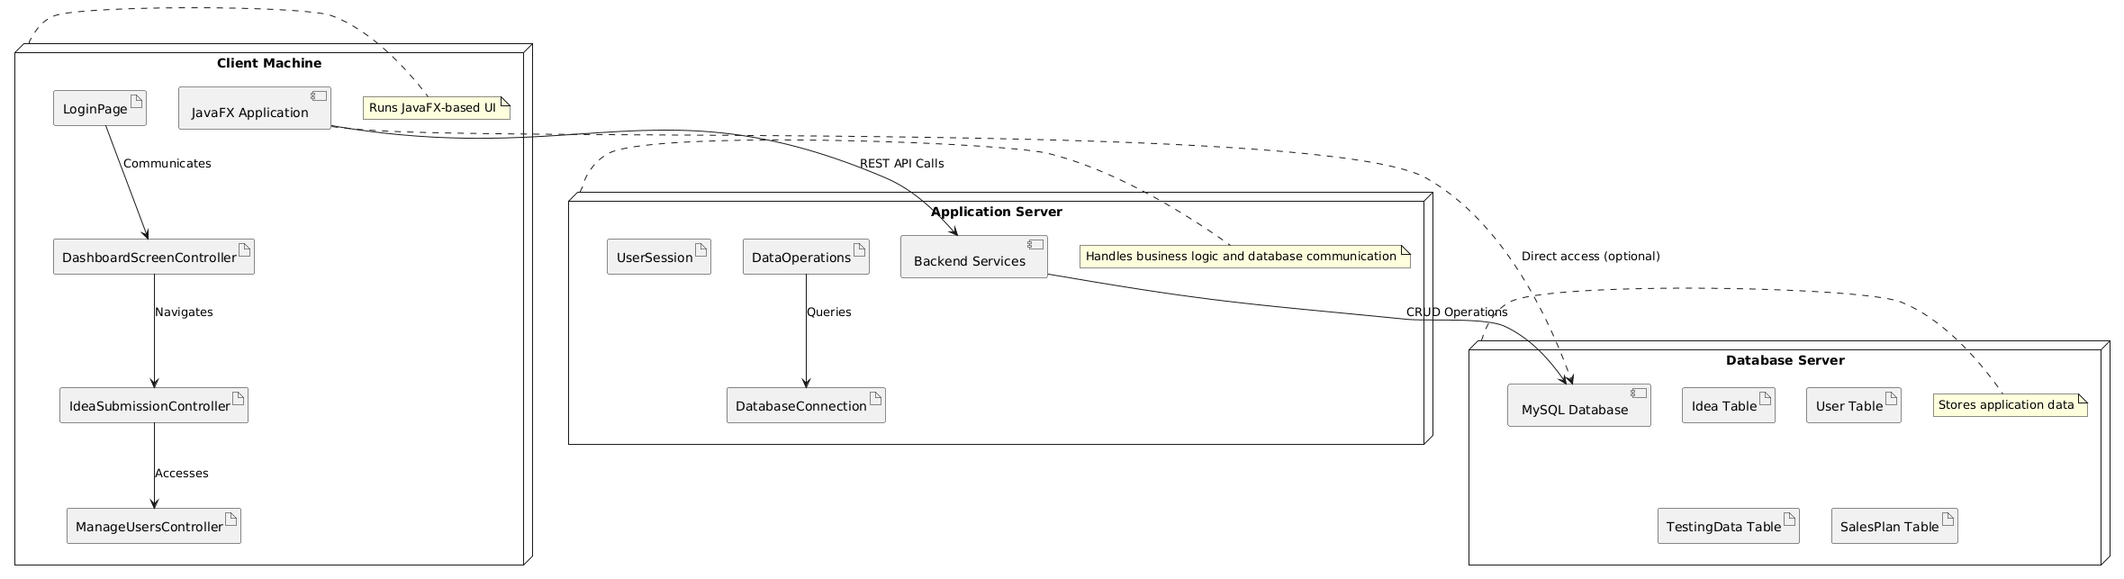 Client Machine
LoginPage
JavaFX Application
Runs JavaFX-based UI
Communicates
DashboardScreenController
Navigates
IdeaSubmissionController
Accesses
ManageUsersController
REST API Calls
Application Server
UserSession
DataOperations
Backend Services
Handles business logic and database communication
Queries
DatabaseConnection
Direct access (optional)
CRUD Operations
Database Server
MySQL Database
Idea Table
User Table
Stores application data
TestingData Table
SalesPlan Table